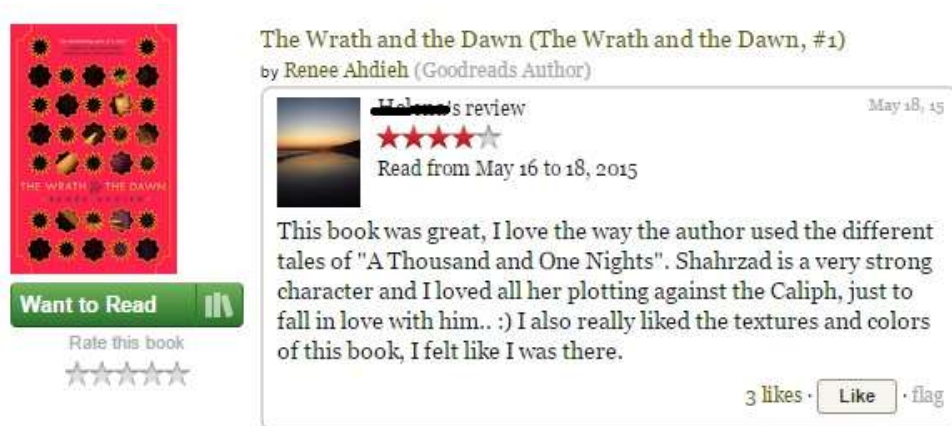 The Wrath and the Dawn (The Wrath and the Dawn, #1)
by Renee Ahdieh (Goodreads Author)
's review
May 18, 15
Read from May 16 to 18, 2015
This book was great, I love the way the author used the different
tales of "A Thousand and One Nights". Shahrzad is a very strong
character and I loved all her plotting against the Caliph, just to
fall in love with him.. :) I also really liked the textures and colors
of this book, I felt like I was there.
3 likes · Like · flag
THE WRATH & THE DAWN
RENÉE AHDIEH
Want to Read
Rate this book